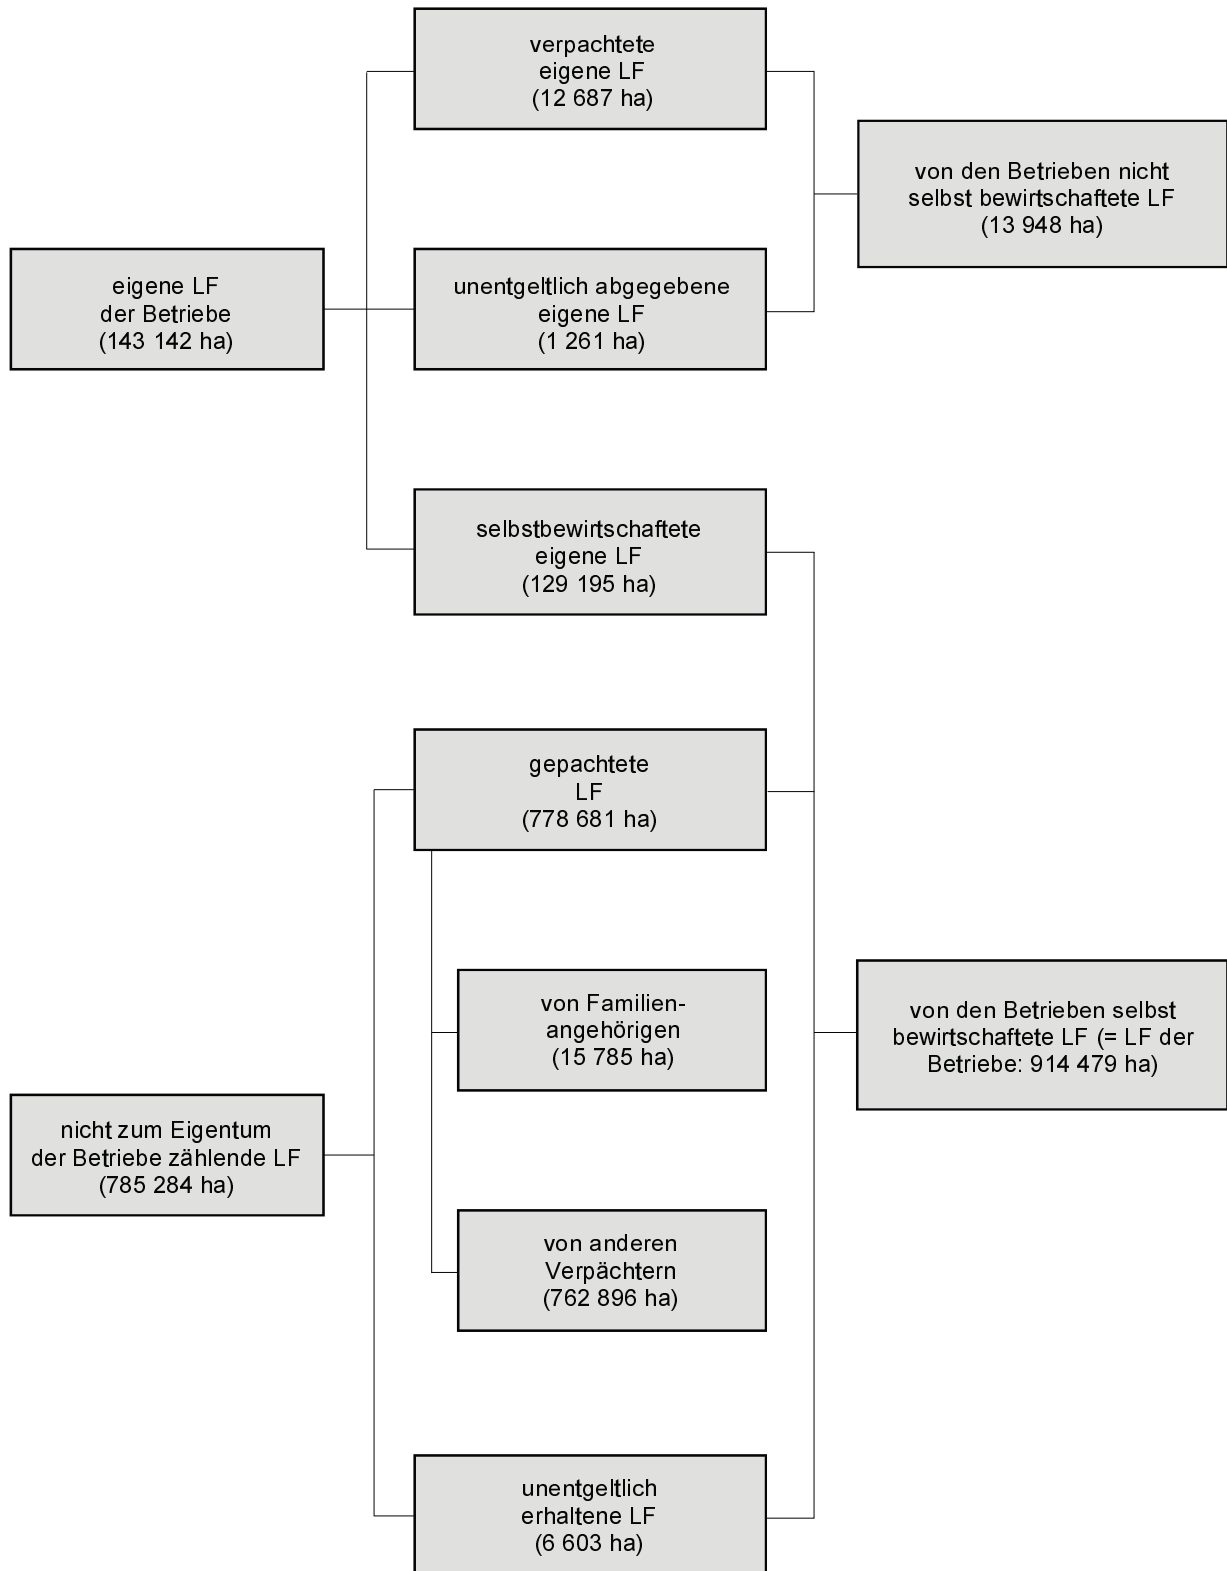 verpachtete
eigene LF
(12 687 ha)
von den Betrieben nicht
selbst bewirtschaftete LF
(13 948 ha)
eigene LF
der Betriebe
(143 142 ha)
unentgeltlich abgegebene
eigene LF
(1 261 ha)
selbstbewirtschaftete
eigene LF
(129 195 ha)
gepachtete
LF
(778 681 ha)
von Familien-
angehörigen
(15 785 ha)
von den Betrieben selbst
bewirtschaftete LF (= LF der
Betriebe: 914 479 ha)
nicht zum Eigentum
der Betriebe zählende LF
(785 284 ha)
von anderen
Verpächtern
(762 896 ha)
unentgeltlich
erhaltene LF
(6 603 ha)